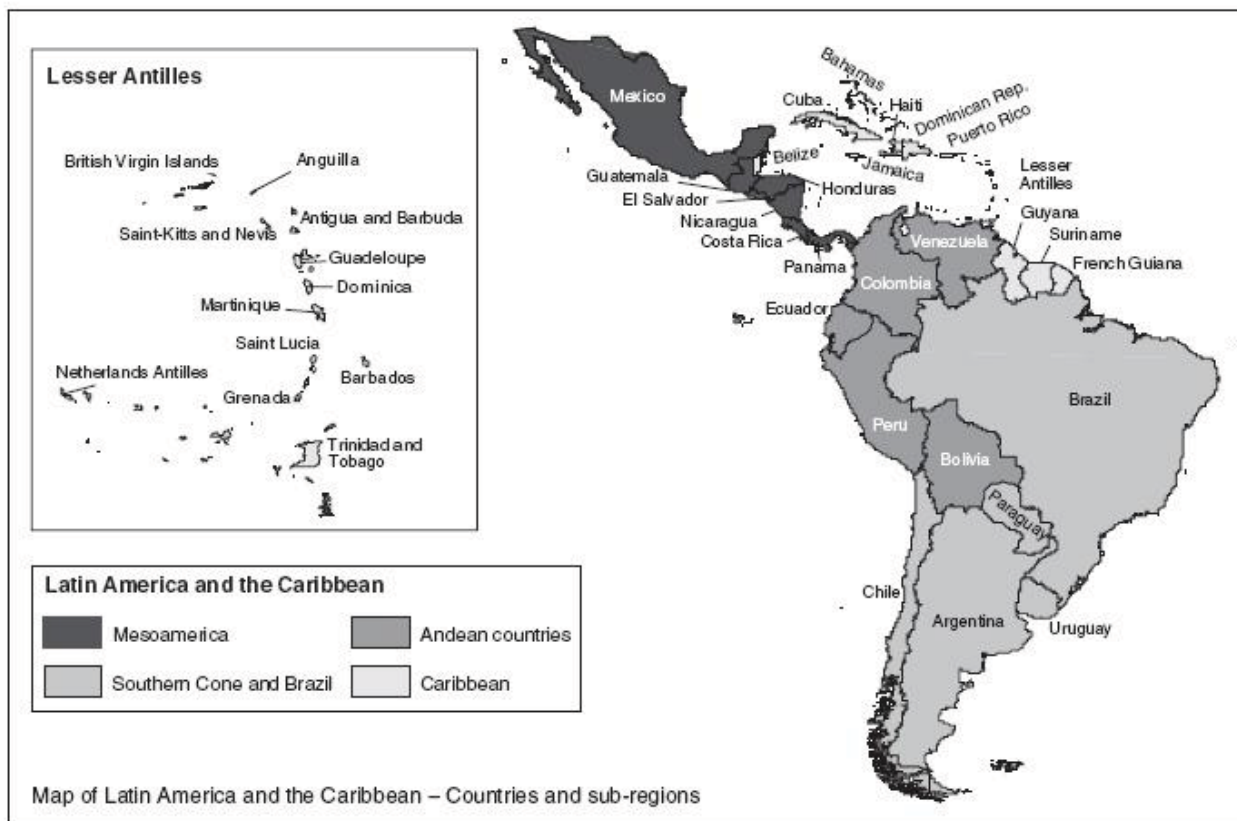 Lesser Antilles
British Virgin Islands
Anguilla
Antigua and Barbuda
Saint-Kitts and Nevis
Guadeloupe
Dominica
Martinique
Saint Lucia
Barbados
Netherlands Antilles
Grenada
Trinidad and
Tobago
Latin America and the Caribbean
Mesoamerica
Andean countries
Southern Cone and Brazil
Caribbean
Map of Latin America and the Caribbean – Countries and sub-regions
Mexico
Bahamas
Cuba
Haiti
Dominican Rep.
Puerto Rico
Belize
Jamaica
Guatemala
Honduras
El Salvador
Nicaragua
Costa Rica
Panama
Lesser
Antilles
Guyana
Suriname
French Guiana
Venezuela
Colombia
Ecuador
Brazil
Peru
Bolivia
Paraguay
Chile
Argentina
Uruguay